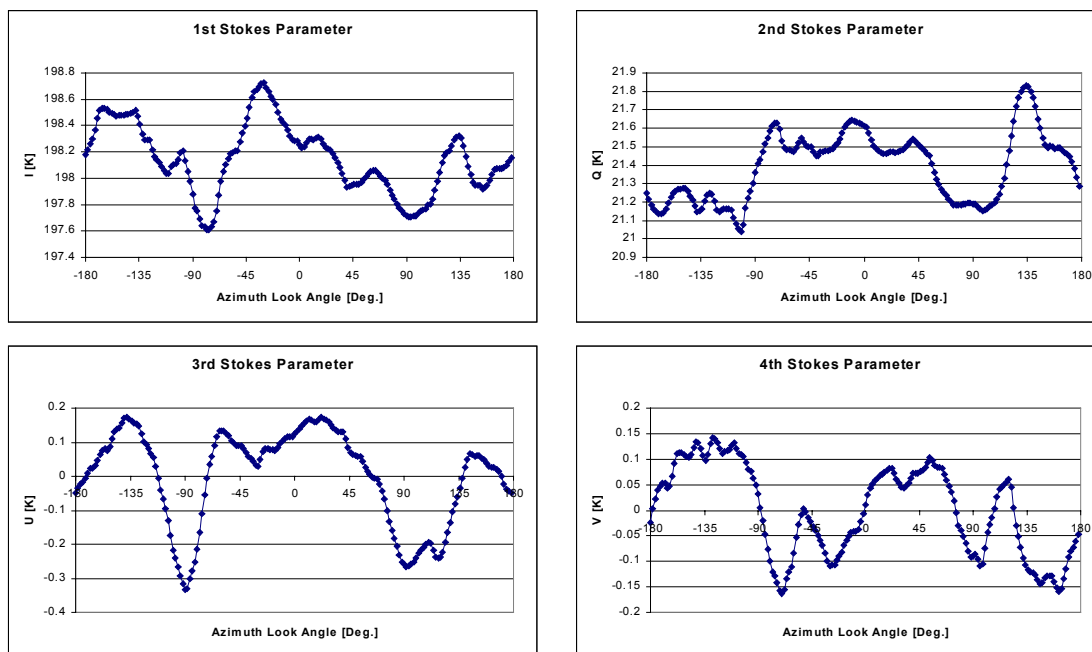 1st Stokes Parameter
198.8
198.6
198.4
198.2
198
197.8
197.6
197.4
I [K]
-180 -135 -90 -45 0 45 90 135 180
Azimuth Look Angle [Deg.]
2nd Stokes Parameter
21.9
21.8
21.7
21.6
21.5
21.4
21.3
21.2
21.1
21
20.9
Q [K]
-180 -135 -90 -45 0 45 90 135 180
Azimuth Look Angle [Deg.]
3rd Stokes Parameter
0.2
0.1
0
-0.1
-0.2
-0.3
-0.4
U [K]
-180 -135 -90 -45 0 45 90 135 180
Azimuth Look Angle [Deg.]
4th Stokes Parameter
0.2
0.15
0.1
0.05
0
-0.05
-0.1
-0.15
-0.2
V [K]
-180 -135 -90 -45 0 45 90 135 180
Azimuth Look Angle [Deg.]